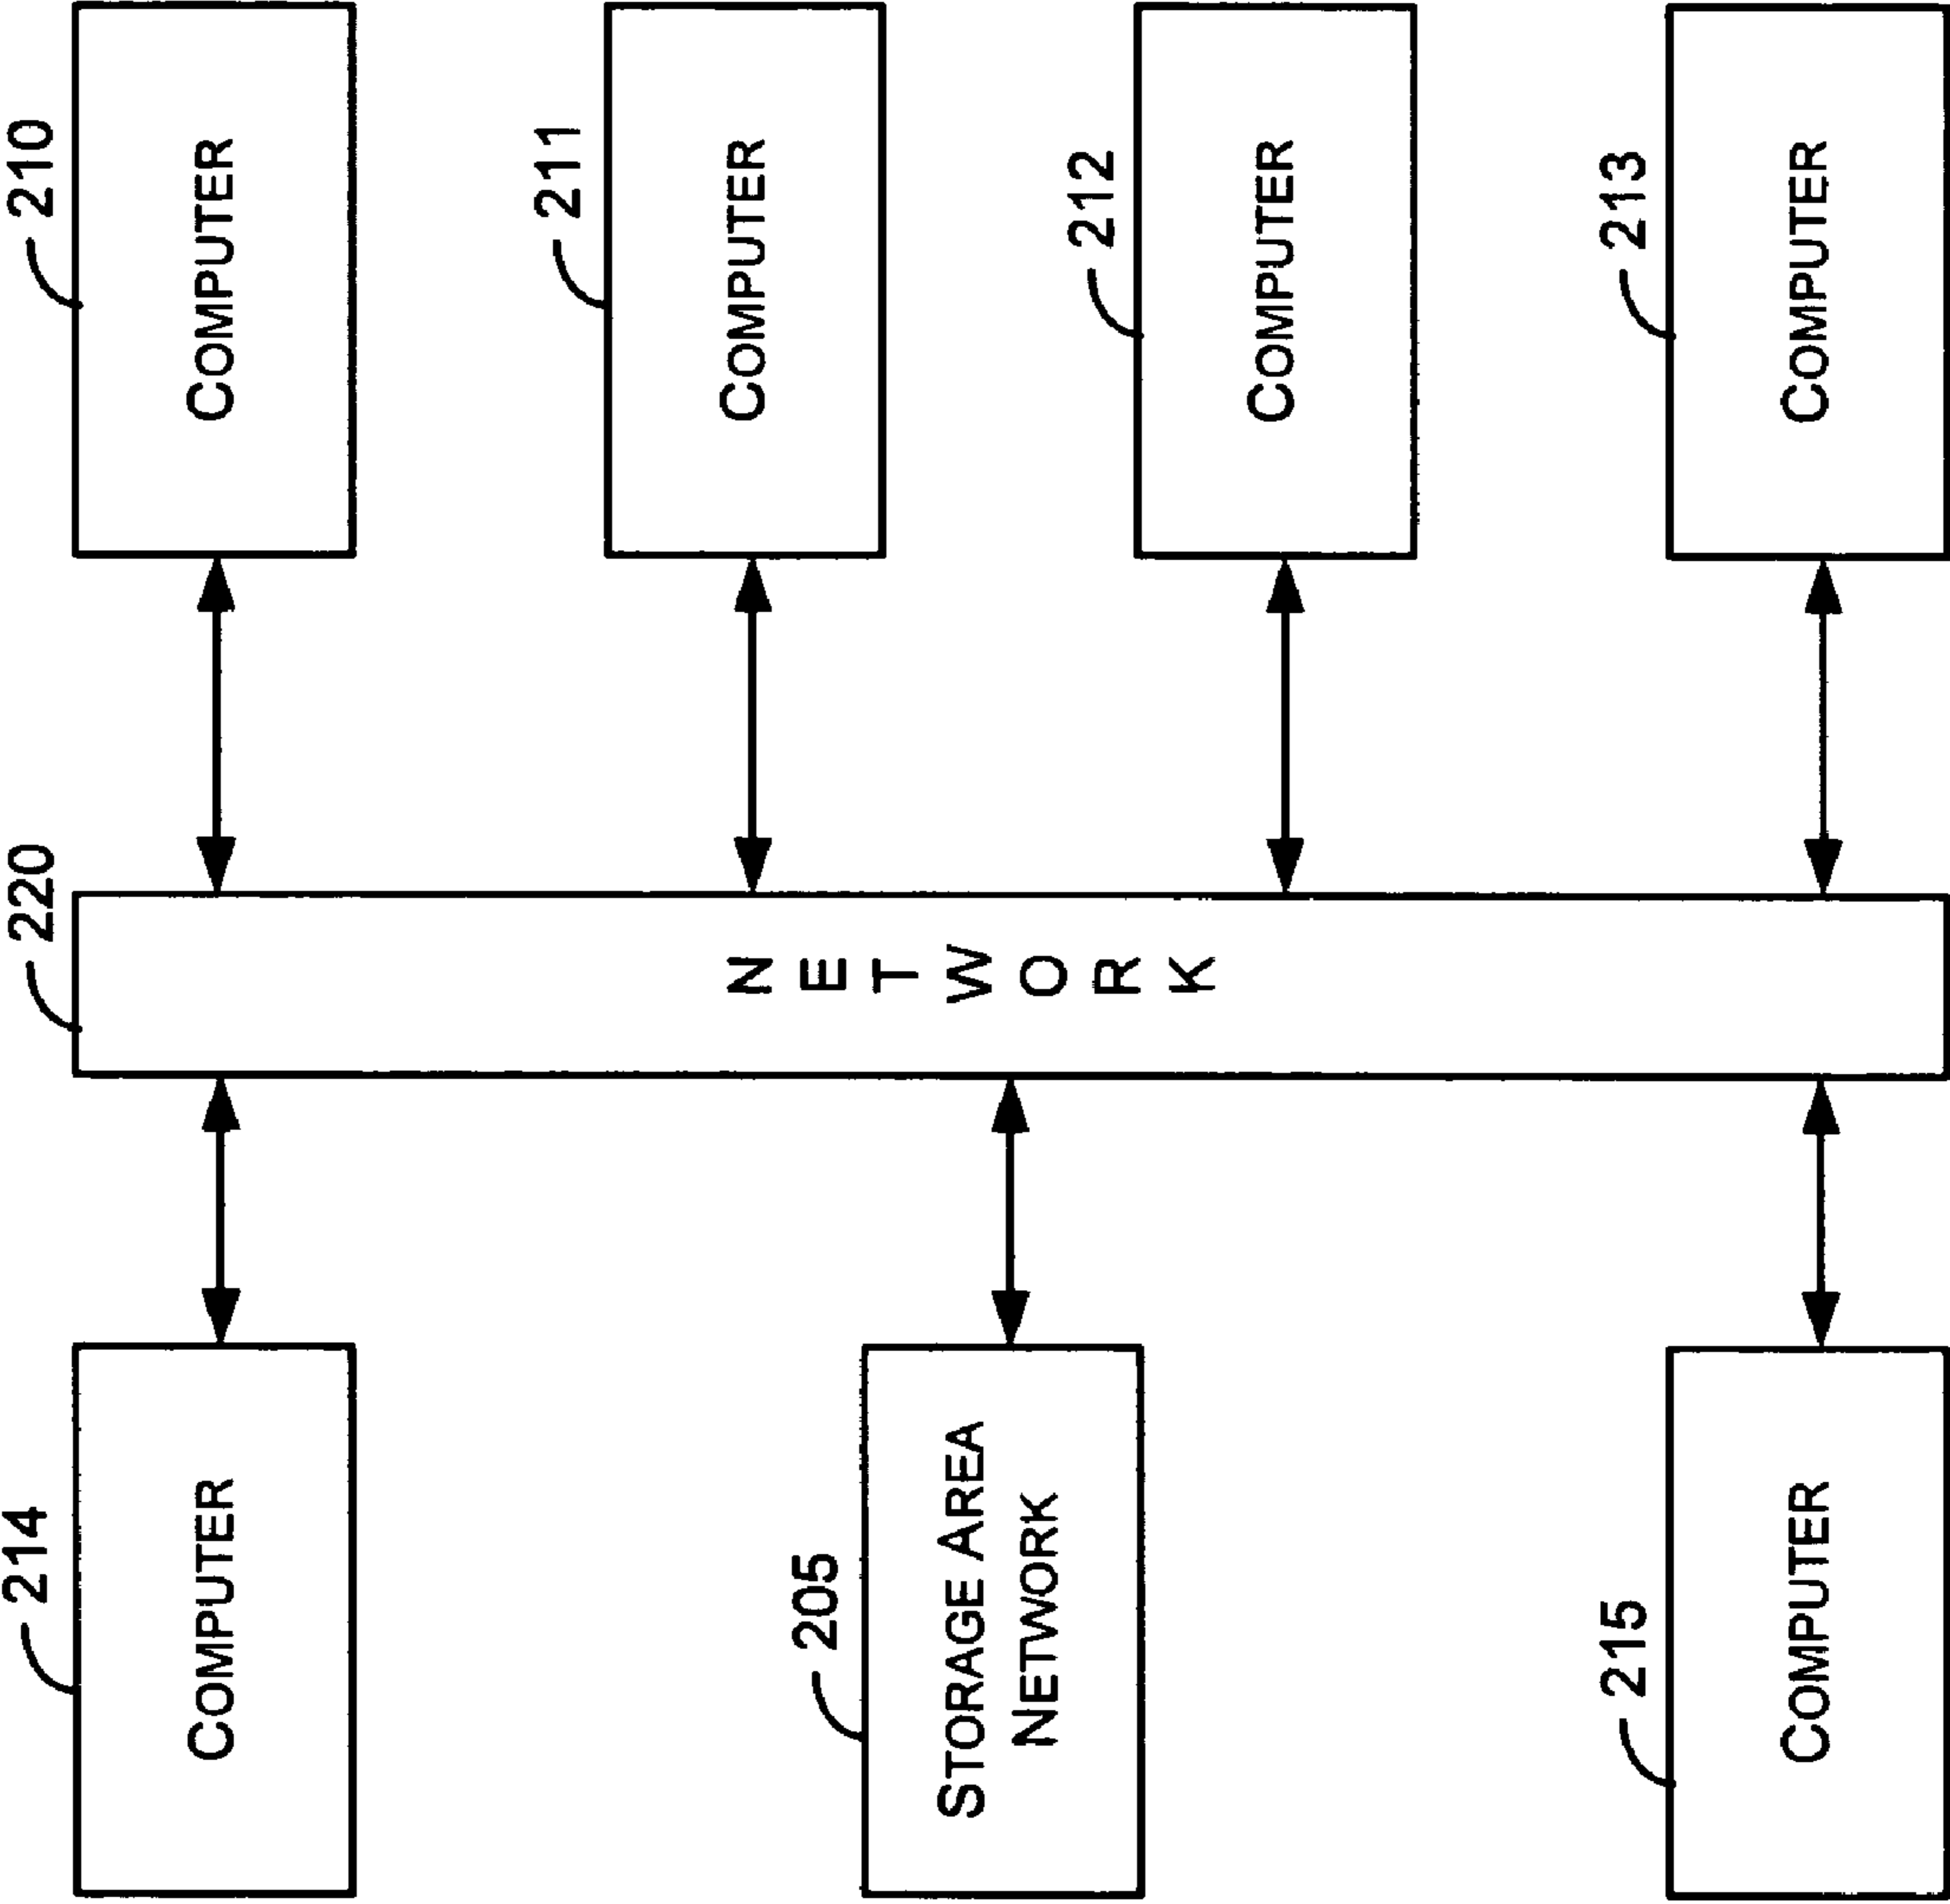 214
COMPUTER
205
STORAGE AREA
NETWORK
215
COMPUTER
220
NETWORK
210
COMPUTER
211
COMPUTER
212
COMPUTER
213
COMPUTER